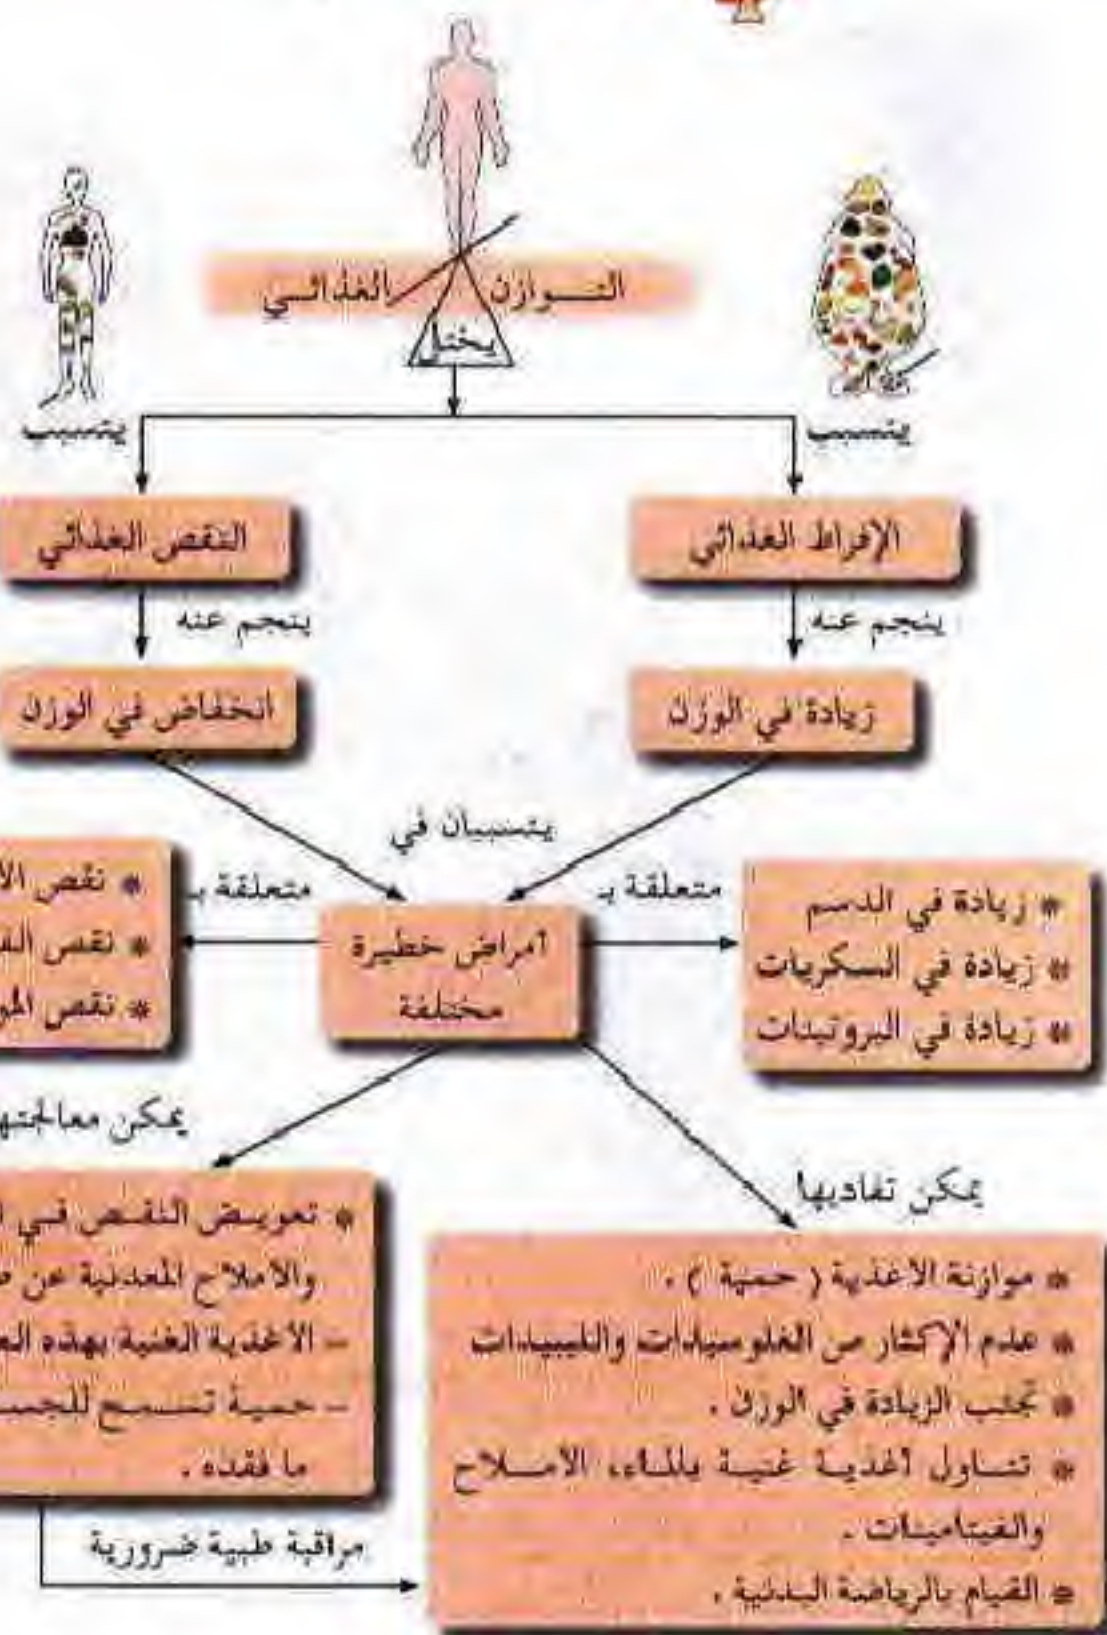 التوازن الغذائي
يختل
يتسبب
يتسبب
الإفراط الغذائي
النقص الغذائي
ينجم عنه
ينجم عنه
زيادة في الوزن
انخفاض في الوزن
يتسببان في
متعلقة بـ
متعلقة بـ
* زيادة في الدسم
* زيادة في السكريات
* زيادة في البروتينات
أمراض خطيرة
مختلفة
* نقص
* نقص
* نقص
يمكن تفاديها
يمكن
* موازنة الأغذية ( حمية ) .
* عدم الإكثار من الغلوسيدات والليبيدات
* تجنب الزيادة في الوزن .
* تناول أغذية غنية بالماء، الأملاح
والفيتامينات .
* القيام بالرياضة البدنية .
* تعويض النقص في
والأملاح المعدنية عن
- الأغذية الغنية بهذه
- حمية تسمح
ما فقده .
مراقبة طبية ضرورية